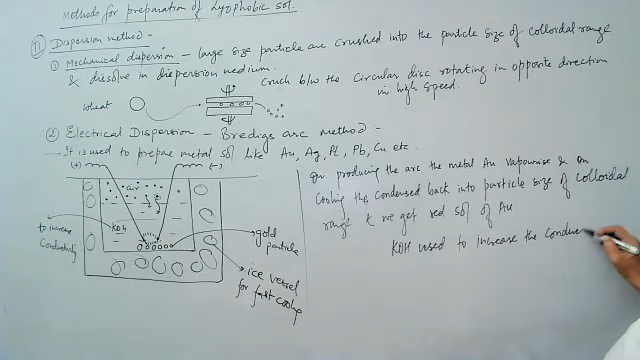 Methods for preparation of Lyophobic sol.
II Dispersion method -
① Mechanical dispersion - large size particle are crushed into the particle size of colloidal range
& dissolve in dispersion medium.
Cruch b/w the Circular disc rotating in opposite direction
in high speed.
wheat
② Electrical Dispersion - Bredigs arc method -
→ It is used to prepare metal sol like Au, Ag, Pt, Pb, Cu etc.
(+) (-)
KOH
to increase
Conductivity
gold
particle
ice vessel
for fast cooling
producing the arc the metal Au vapourise & on
Cooling the condensed back into particle size of colloidal
range & we get red sol of Au
KOH used to increase the Conduc